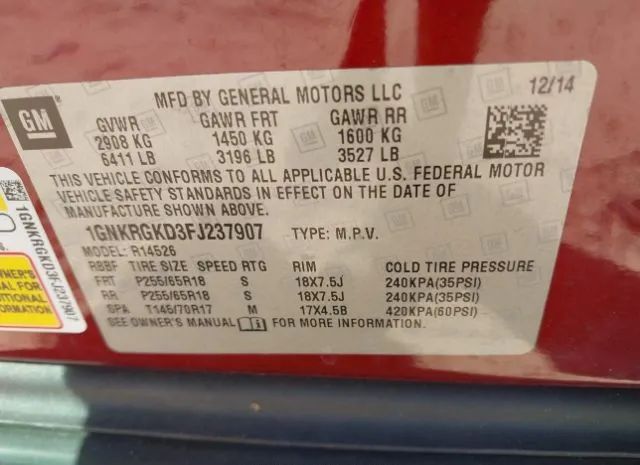 GM
MFD BY GENERAL MOTORS LLC
12/14
GVWR GAWR FRT GAWR RR
2908 KG 1450 KG 1600 KG
6411 LB 3196 LB 3527 LB
THIS VEHICLE CONFORMS TO ALL APPLICABLE U.S. FEDERAL MOTOR
VEHICLE SAFETY STANDARDS IN EFFECT ON THE DATE OF
MANUFACTURE SHOWN ABOVE.
1GNKRGKD3FJ237907 TYPE: M.P.V.
MODEL: R14526
RBBF TIRE SIZE SPEED RTG RIM COLD TIRE PRESSURE
FRT P255/65R18 S 18X7.5J 240KPA(35PSI)
RR P255/65R18 S 18X7.5J 240KPA(35PSI)
SPA T145/70R17 M 17X4.5B 420KPA(60PSI)
SEE OWNER'S MANUAL FOR MORE INFORMATION.
1GNKRGKD3FJ237907
OWNER'S